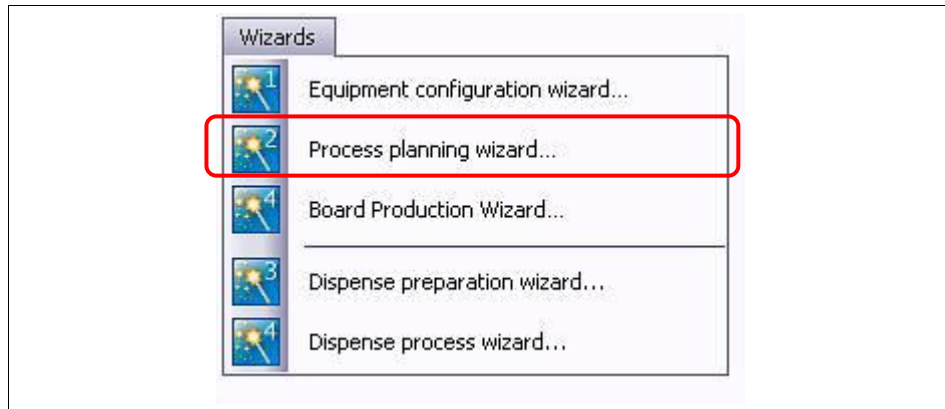 Wizards
1 Equipment configuration wizard...
2 Process planning wizard...
4 Board Production Wizard...
3 Dispense preparation wizard...
4 Dispense process wizard...